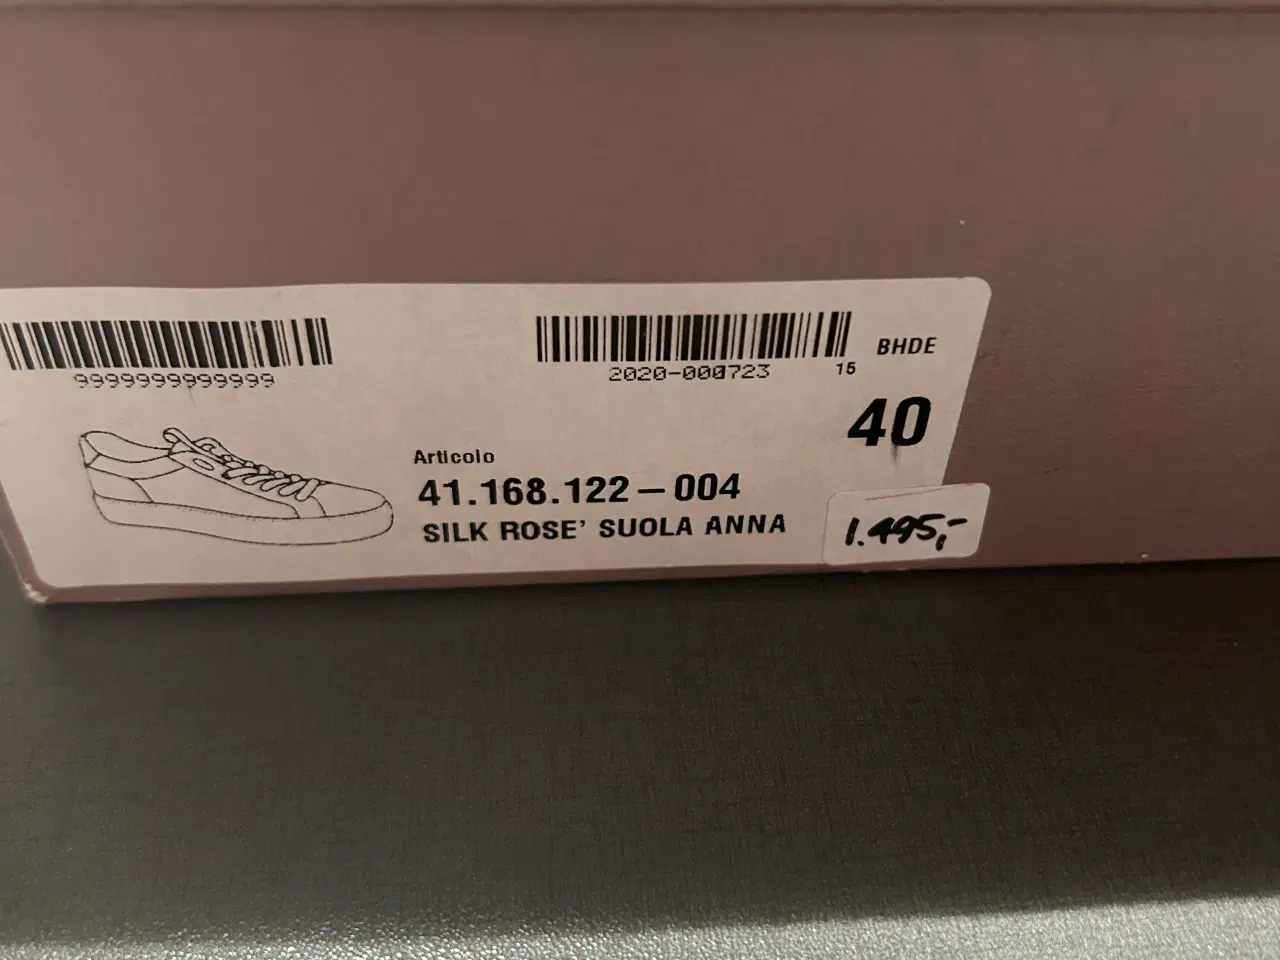 9999999999999
2020-000723
15
BHDE
40
Articolo
41.168.122-004
SILK ROSE' SUOLA ANNA
1.495,-